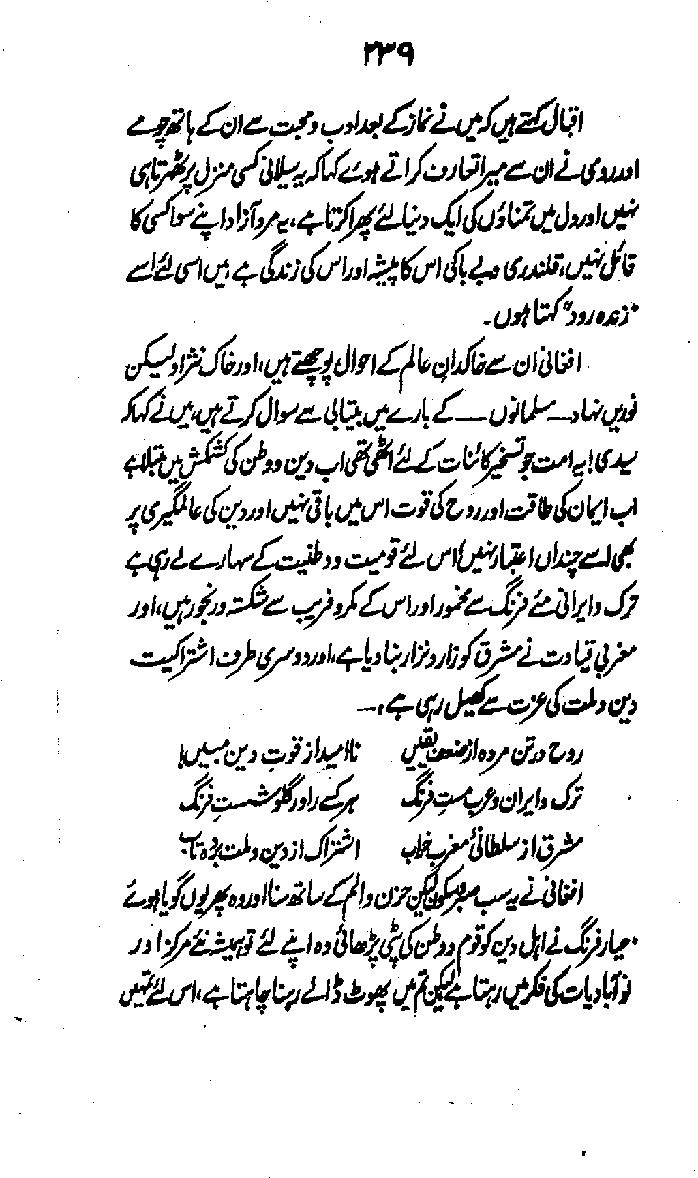 ۲۳۹
اقبال کہتے ہیں کہ میں نے نماز کے بعد ادب و محبت سے ان کے ہاتھ چومے
اور رومی نے ان سے میرا تعارف کراتے ہوئے کہا کہ یہ سیلانی کسی منزل پر ٹھہرتا ہی
نہیں اور دل میں تمناؤں کی ایک دنیا لئے پھرا کرتا ہے، یہ مرد آزاد اپنے سوا کسی کا
قائل نہیں، قلندری و بے باکی اس کا پیشہ اور اس کی زندگی ہے، میں اسی لئے اسے
"زندہ رود" کہتا ہوں۔
افغانی ان سے خاکدانِ عالم کے احوال پوچھتے ہیں، اور خاک نژاد لیکن
نوریں نہاد — مسلمانوں — کے بارے میں بیتابی سے سوال کرتے ہیں، میں نے کہا کہ
سیدی! یہ امت جو تسخیر کائنات کے لئے اٹھی تھی اب دین و وطن کی کشمکش میں مبتلا ہے
اب ایمان کی طاقت اور روح کی قوت اس میں باقی نہیں اور دین کی عالمگیری پر
بھی اسے چنداں اعتبار نہیں! اس لئے قومیت و وطنیت کے سہارے لے رہی ہے
ترک و ایرانی مئے فرنگ سے مخمور اور اس کے مکر و فریب سے شکستہ و رنجور ہیں، اور
مغربی قیادت نے مشرق کو زار و نزار بنا دیا ہے، اور دوسری طرف اشتراکیت
دین و ملت کی عزت سے کھیل رہی ہے، —
روح در تن مردہ از ضعفِ یقیں نا امید از قوتِ دین مبیں!
ترک و ایران و عرب مستِ فرنگ ہر کسے را در گلو شستِ فرنگ
مشرق از سلطانیٔ مغرب خراب اشتراک از دین و ملت بردہ تاب
افغانی نے یہ سب صبر و سکون لیکن حزن و الم کے ساتھ سنا اور وہ پھر یوں گویا ہوئے
"عیار فرنگ نے اہل دین کو قوم و وطن کی پٹی پڑھائی وہ اپنے لئے تو ہمیشہ نئے مرکز اور
نوآبادیات کی فکر میں رہتا ہے لیکن تم میں پھوٹ ڈالے رہنا چاہتا ہے، اس لئے تمہیں